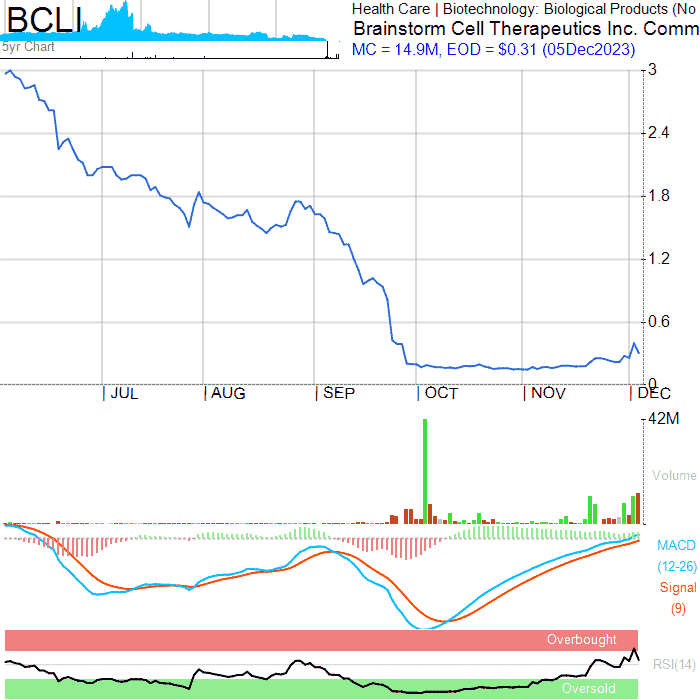 BCLI
5yr Chart
Health Care | Biotechnology: Biological Products (No
Brainstorm Cell Therapeutics Inc. Comm
MC = 14.9M, EOD = $0.31 (05Dec2023)
3
2.4
1.8
1.2
0.6
0
JUL
AUG
SEP
OCT
NOV
DEC
42M
Volume
MACD
(12-26)
Signal
(9)
Overbought
RSI(14)
Oversold